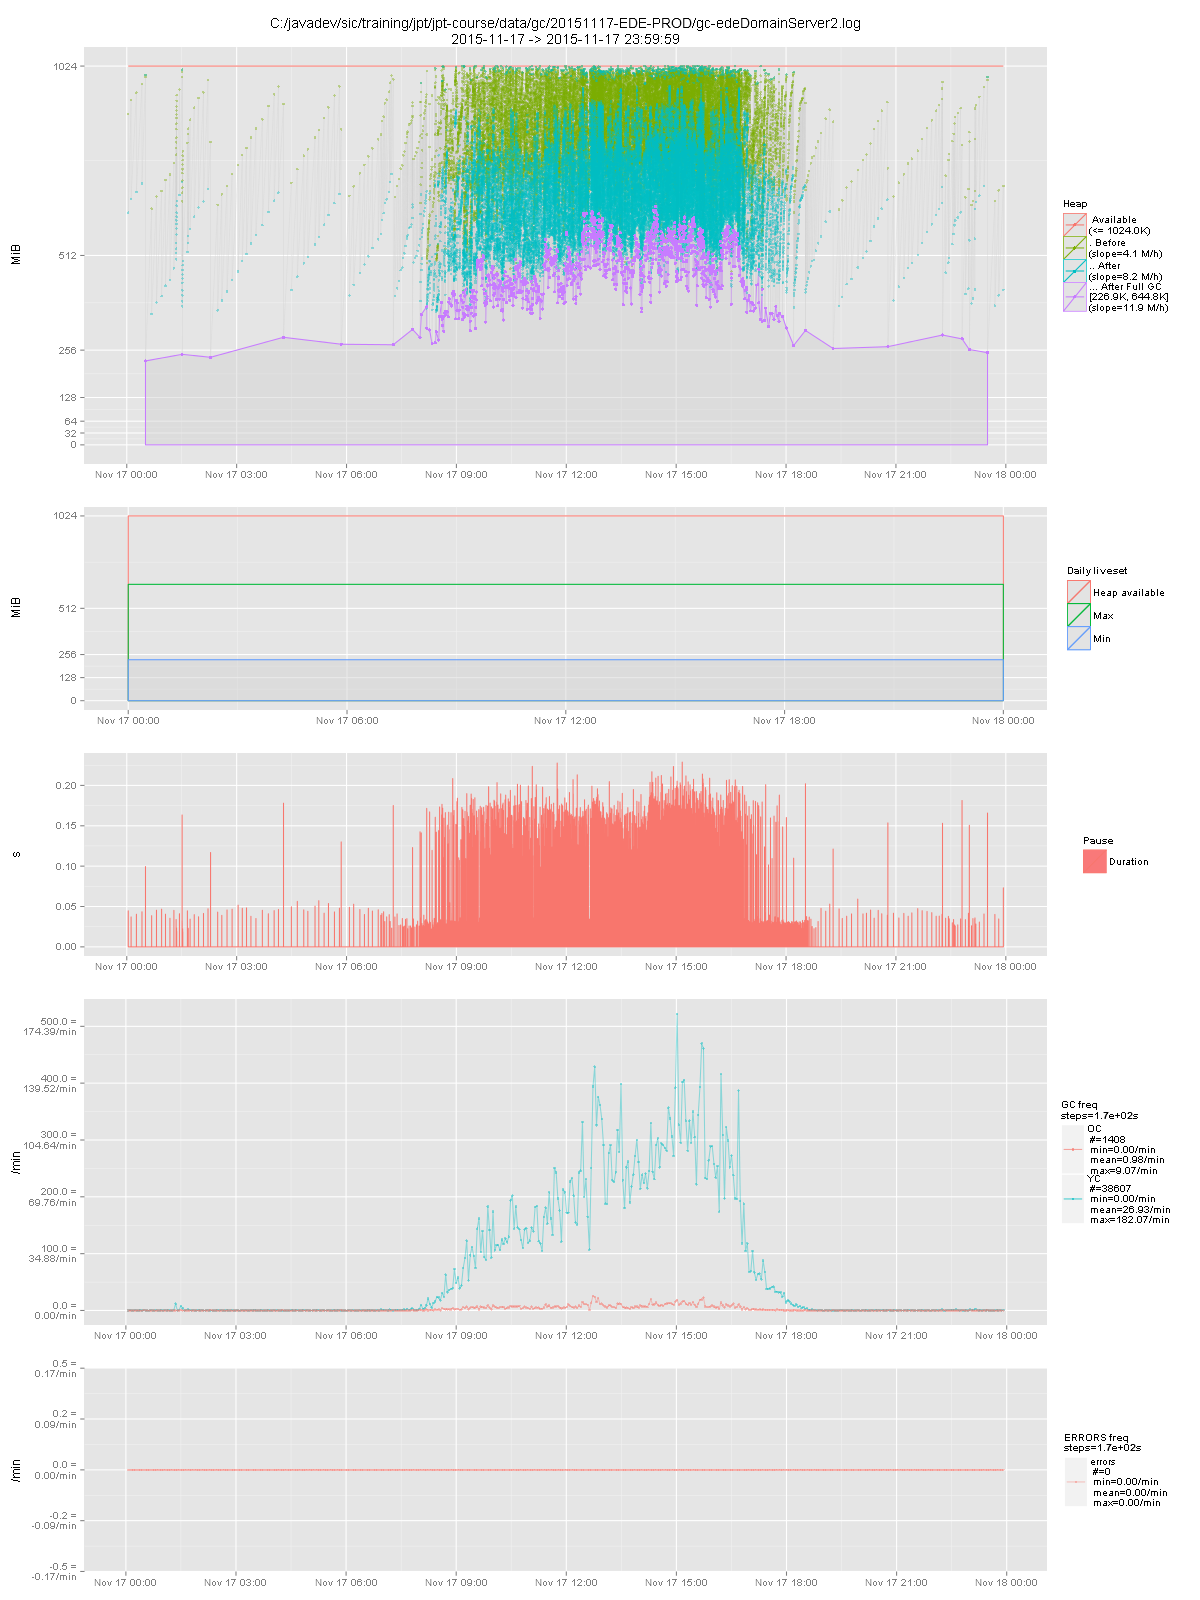 C:/javadev/sic/training/jpt/jpt-course/data/gc/20151117-EDE-PROD/gc-edeDomainServer2.log
2015-11-17 -> 2015-11-17 23:59:59
MiB
1024
512
256
128
64
32
0
Nov 17 00:00
Nov 17 03:00
Nov 17 06:00
Nov 17 09:00
Nov 17 12:00
Nov 17 15:00
Nov 17 18:00
Nov 17 21:00
Nov 18 00:00
Heap
Available
(<= 1024.0K)
. Before
(slope=4.1 M/h)
.. After
(slope=8.2 M/h)
... After Full GC
[226.9K, 644.8K]
(slope=11.9 M/h)
MiB
1024
512
256
128
0
Nov 17 00:00
Nov 17 06:00
Nov 17 12:00
Nov 17 18:00
Nov 18 00:00
Daily liveset
Heap available
Max
Min
s
0.20
0.15
0.10
0.05
0.00
Nov 17 00:00
Nov 17 03:00
Nov 17 06:00
Nov 17 09:00
Nov 17 12:00
Nov 17 15:00
Nov 17 18:00
Nov 17 21:00
Nov 18 00:00
Pause
Duration
/min
500.0 =
174.39/min
400.0 =
139.52/min
300.0 =
104.64/min
200.0 =
69.76/min
100.0 =
34.88/min
0.0 =
0.00/min
Nov 17 00:00
Nov 17 03:00
Nov 17 06:00
Nov 17 09:00
Nov 17 12:00
Nov 17 15:00
Nov 17 18:00
Nov 17 21:00
Nov 18 00:00
GC freq
steps=1.7e+02s
OC
#=1408
min=0.00/min
mean=0.98/min
max=9.07/min
YC
#=38607
min=0.00/min
mean=26.93/min
max=182.07/min
/min
0.5 =
0.17/min
0.2 =
0.09/min
0.0 =
0.00/min
-0.2 =
-0.09/min
-0.5 =
-0.17/min
Nov 17 00:00
Nov 17 03:00
Nov 17 06:00
Nov 17 09:00
Nov 17 12:00
Nov 17 15:00
Nov 17 18:00
Nov 17 21:00
Nov 18 00:00
ERRORS freq
steps=1.7e+02s
errors
#=0
min=0.00/min
mean=0.00/min
max=0.00/min